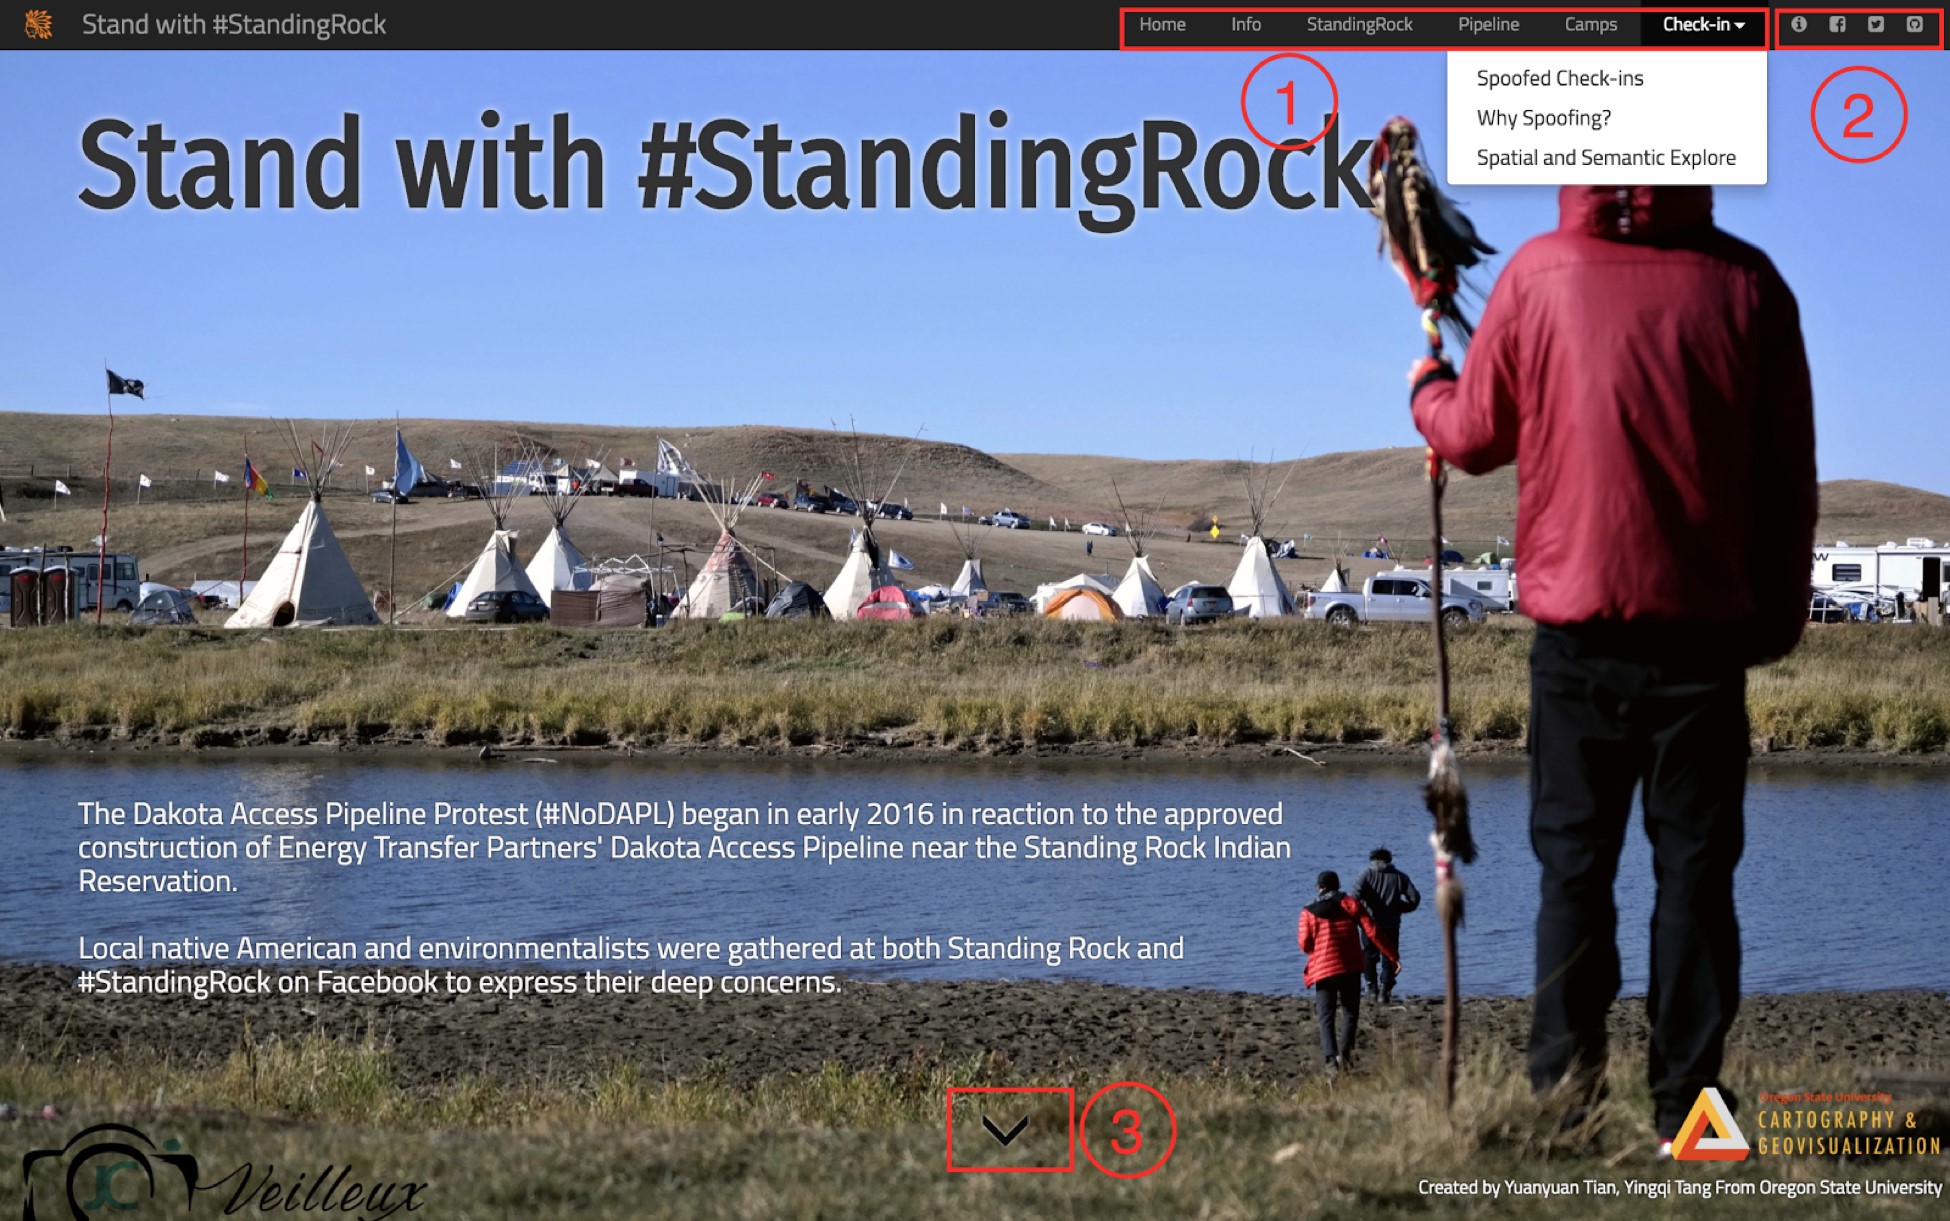 Stand with #StandingRock
Home Info StandingRock Pipeline Camps Check-in
Spoofed Check-ins
Why Spoofing?
Spatial and Semantic Explore
1
2
Stand with #StandingRock
The Dakota Access Pipeline Protest (#NoDAPL) began in early 2016 in reaction to the approved
construction of Energy Transfer Partners' Dakota Access Pipeline near the Standing Rock Indian
Reservation.
Local native American and environmentalists were gathered at both Standing Rock and
#StandingRock on Facebook to express their deep concerns.
3
Oregon State University
CARTOGRAPHY &
GEOVISUALIZATION
JC Veilleux
Created by Yuanyuan Tian, Yingqi Tang From Oregon State University